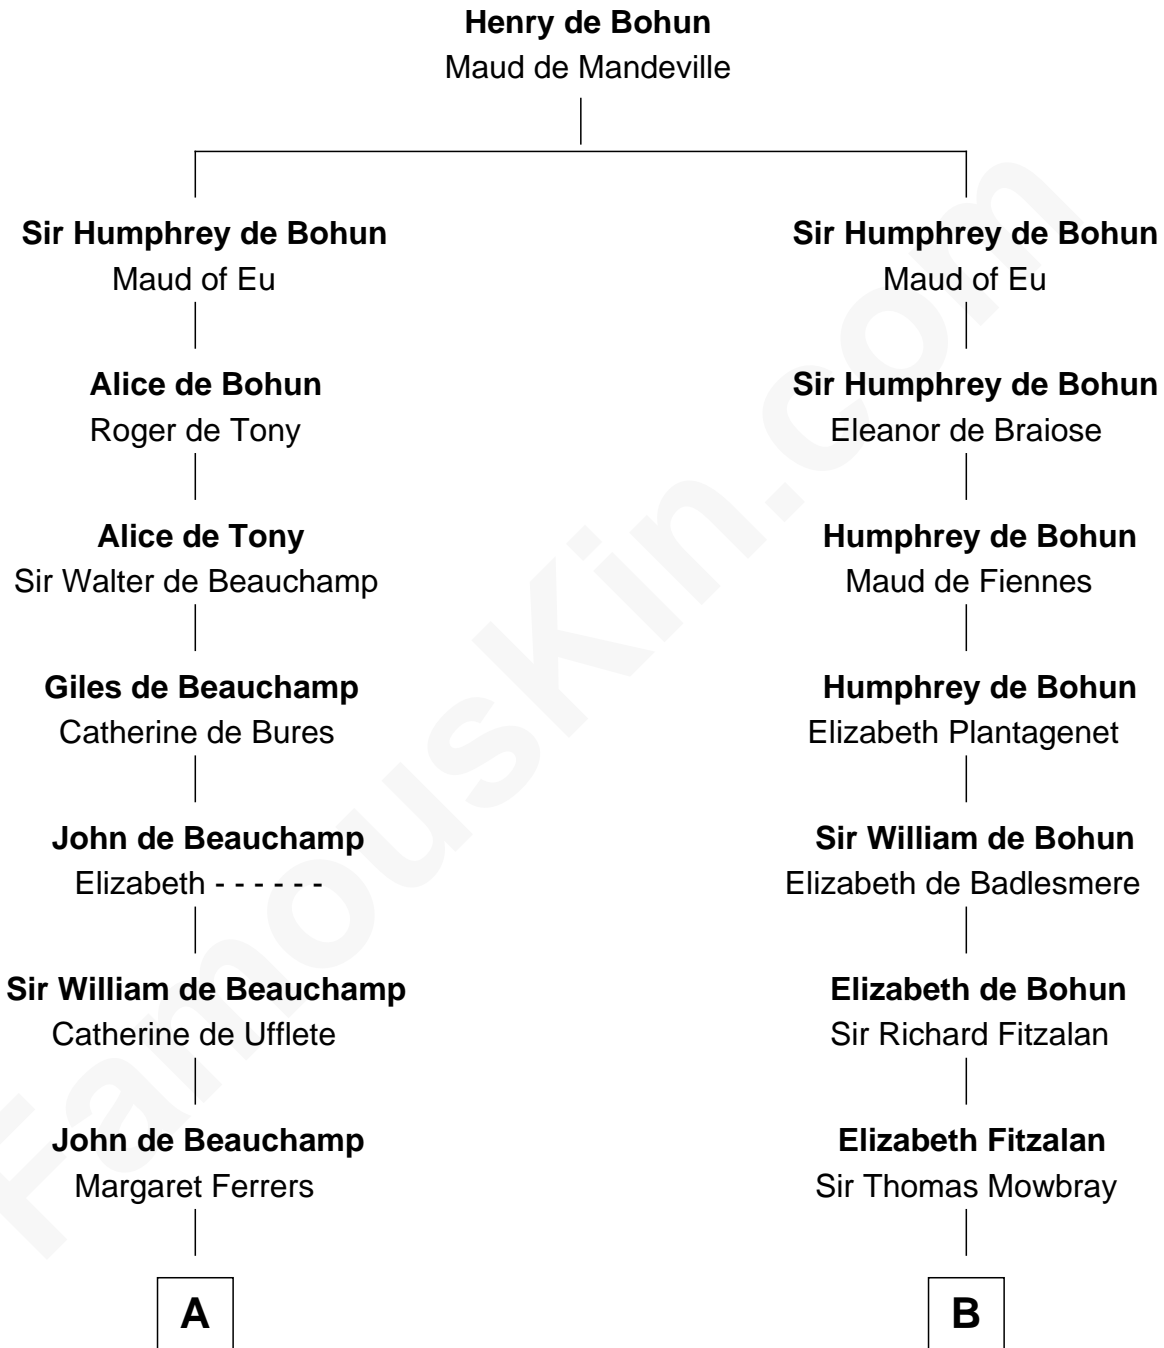 Henry de Bohun
Maud de Mandeville
Sir Humphrey de Bohun
Maud of Eu
Alice de Bohun
Roger de Tony
Alice de Tony
Sir Walter de Beauchamp
Giles de Beauchamp
Catherine de Bures
John de Beauchamp
Elizabeth - - - - - -
Sir William de Beauchamp
Catherine de Ufflete
John de Beauchamp
Margaret Ferrers
A
Sir Humphrey de Bohun
Maud of Eu
Sir Humphrey de Bohun
Eleanor de Braiose
Humphrey de Bohun
Maud de Fiennes
Humphrey de Bohun
Elizabeth Plantagenet
Sir William de Bohun
Elizabeth de Badlesmere
Elizabeth de Bohun
Sir Richard Fitzalan
Elizabeth Fitzalan
Sir Thomas Mowbray
B
FamousKin.com